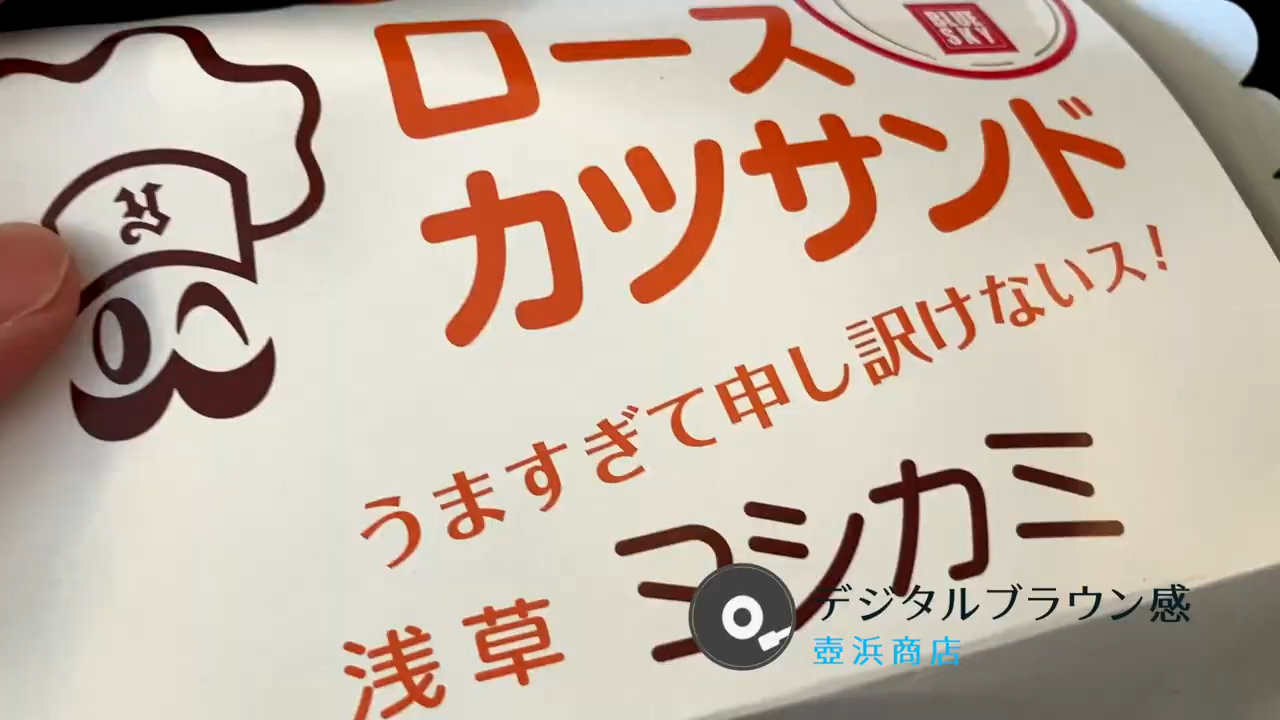 BLUE
SKY
ロース
カツサンド
うますぎて申し訳けないス!
浅草 ヨシカミ
デジタルブラウン感
壺浜商店